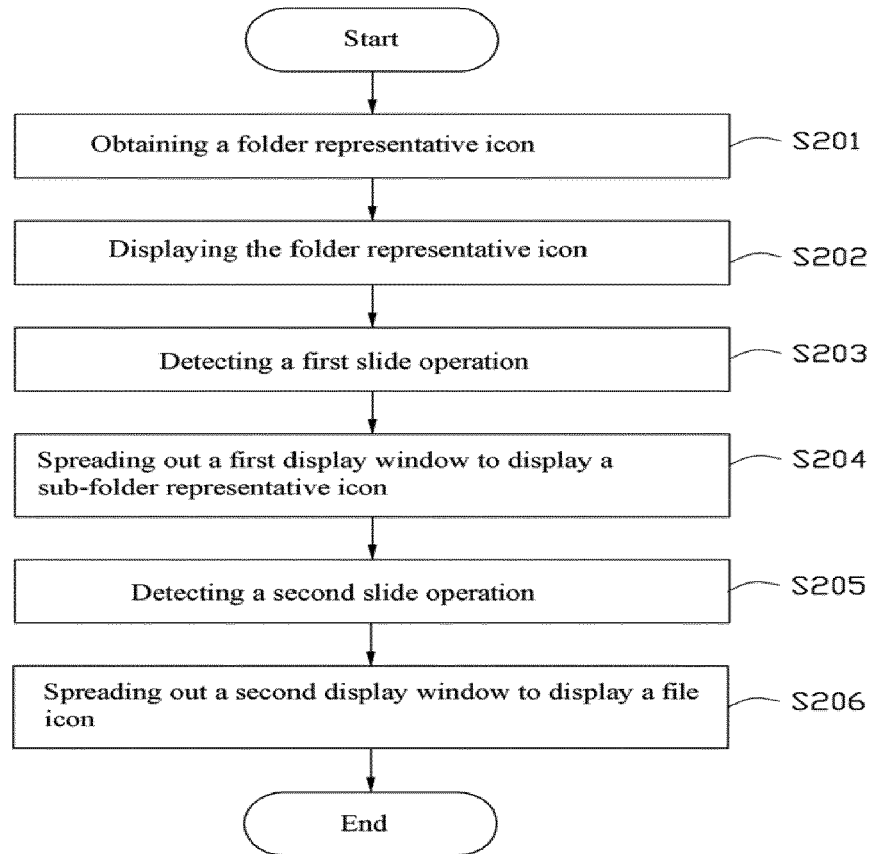 Start
Obtaining a folder representative icon
S201
Displaying the folder representative icon
S202
Detecting a first slide operation
S203
Spreading out a first display window to display a
sub-folder representative icon
S204
Detecting a second slide operation
S205
Spreading out a second display window to display a file
icon
S206
End